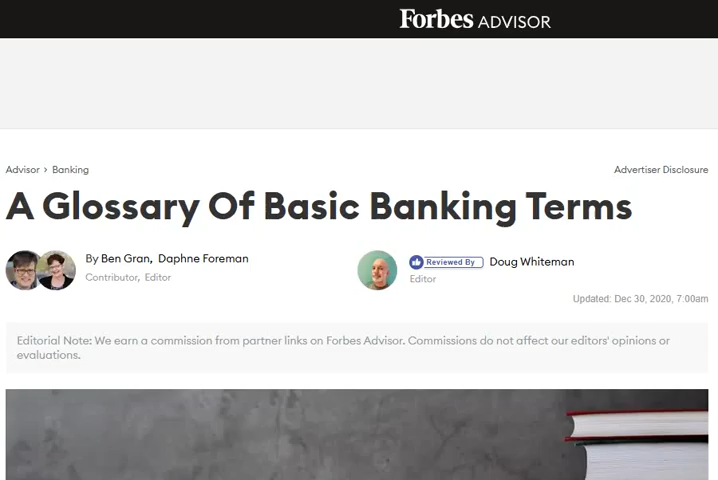 Forbes ADVISOR
Advisor > Banking
Advertiser Disclosure
A Glossary Of Basic Banking Terms
By Ben Gran, Daphne Foreman
Contributor, Editor
Reviewed By Doug Whiteman
Editor
Updated: Dec 30, 2020, 7:00am
Editorial Note: We earn a commission from partner links on Forbes Advisor. Commissions do not affect our editors' opinions or
evaluations.